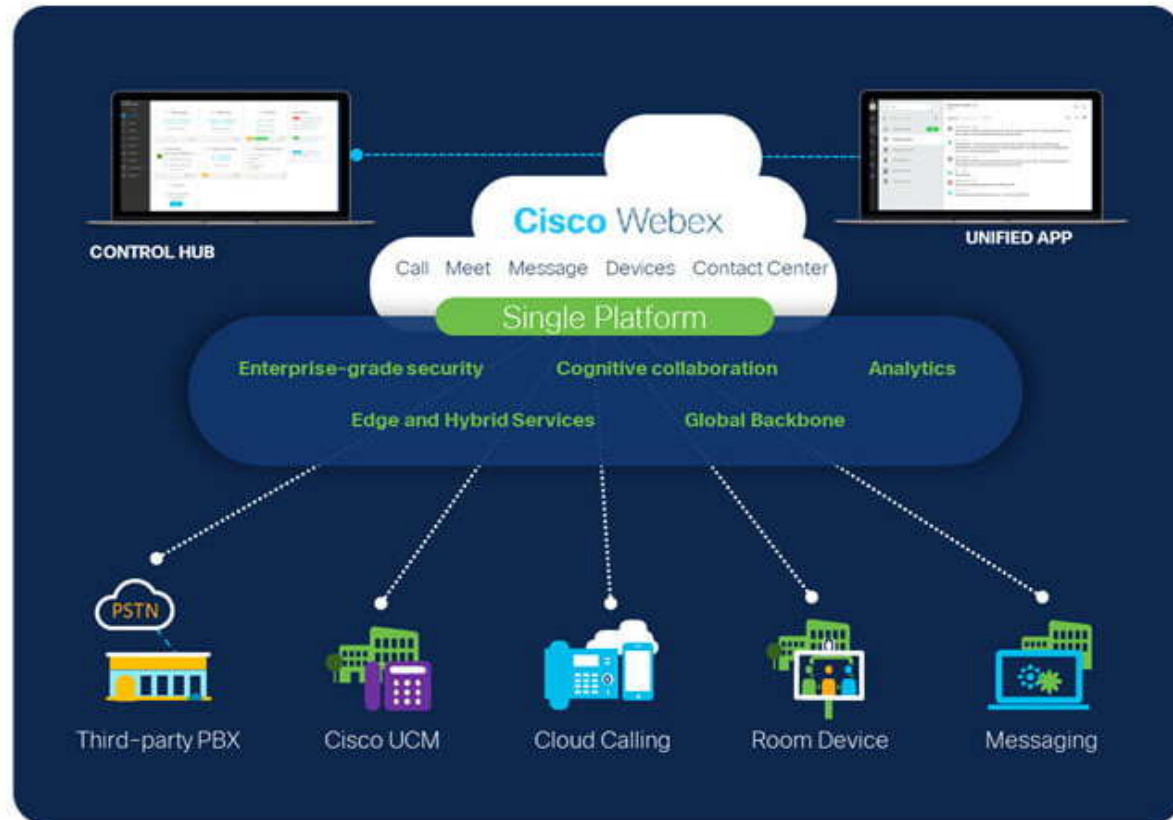 Cisco Webex
CONTROL HUB
UNIFIED APP
Call Meet Message Devices Contact Center
Single Platform
Enterprise-grade security Cognitive collaboration Analytics
Edge and Hybrid Services Global Backbone
PSTN
Third-party PBX Cisco UCM Cloud Calling Room Device Messaging